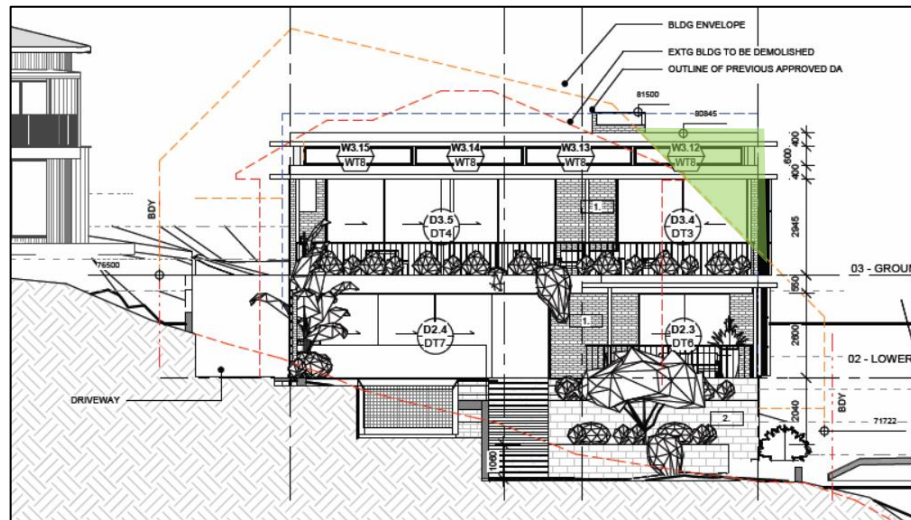 BLDG ENVELOPE
EXTG BLDG TO BE DEMOLISHED
OUTLINE OF PREVIOUS APPROVED DA
81500
80845
W3.15
WT8
W3.14
WT8
W3.13
WT8
W3.12
WT8
400
600
400
1.
D3.5
DT4
D3.4
DT3
2945
BDY
76500
03 - GROUN
550
1.
D2.4
DT7
D2.3
DT6
2600
02 - LOWER
DRIVEWAY
2.
2040
BDY
71722
1060